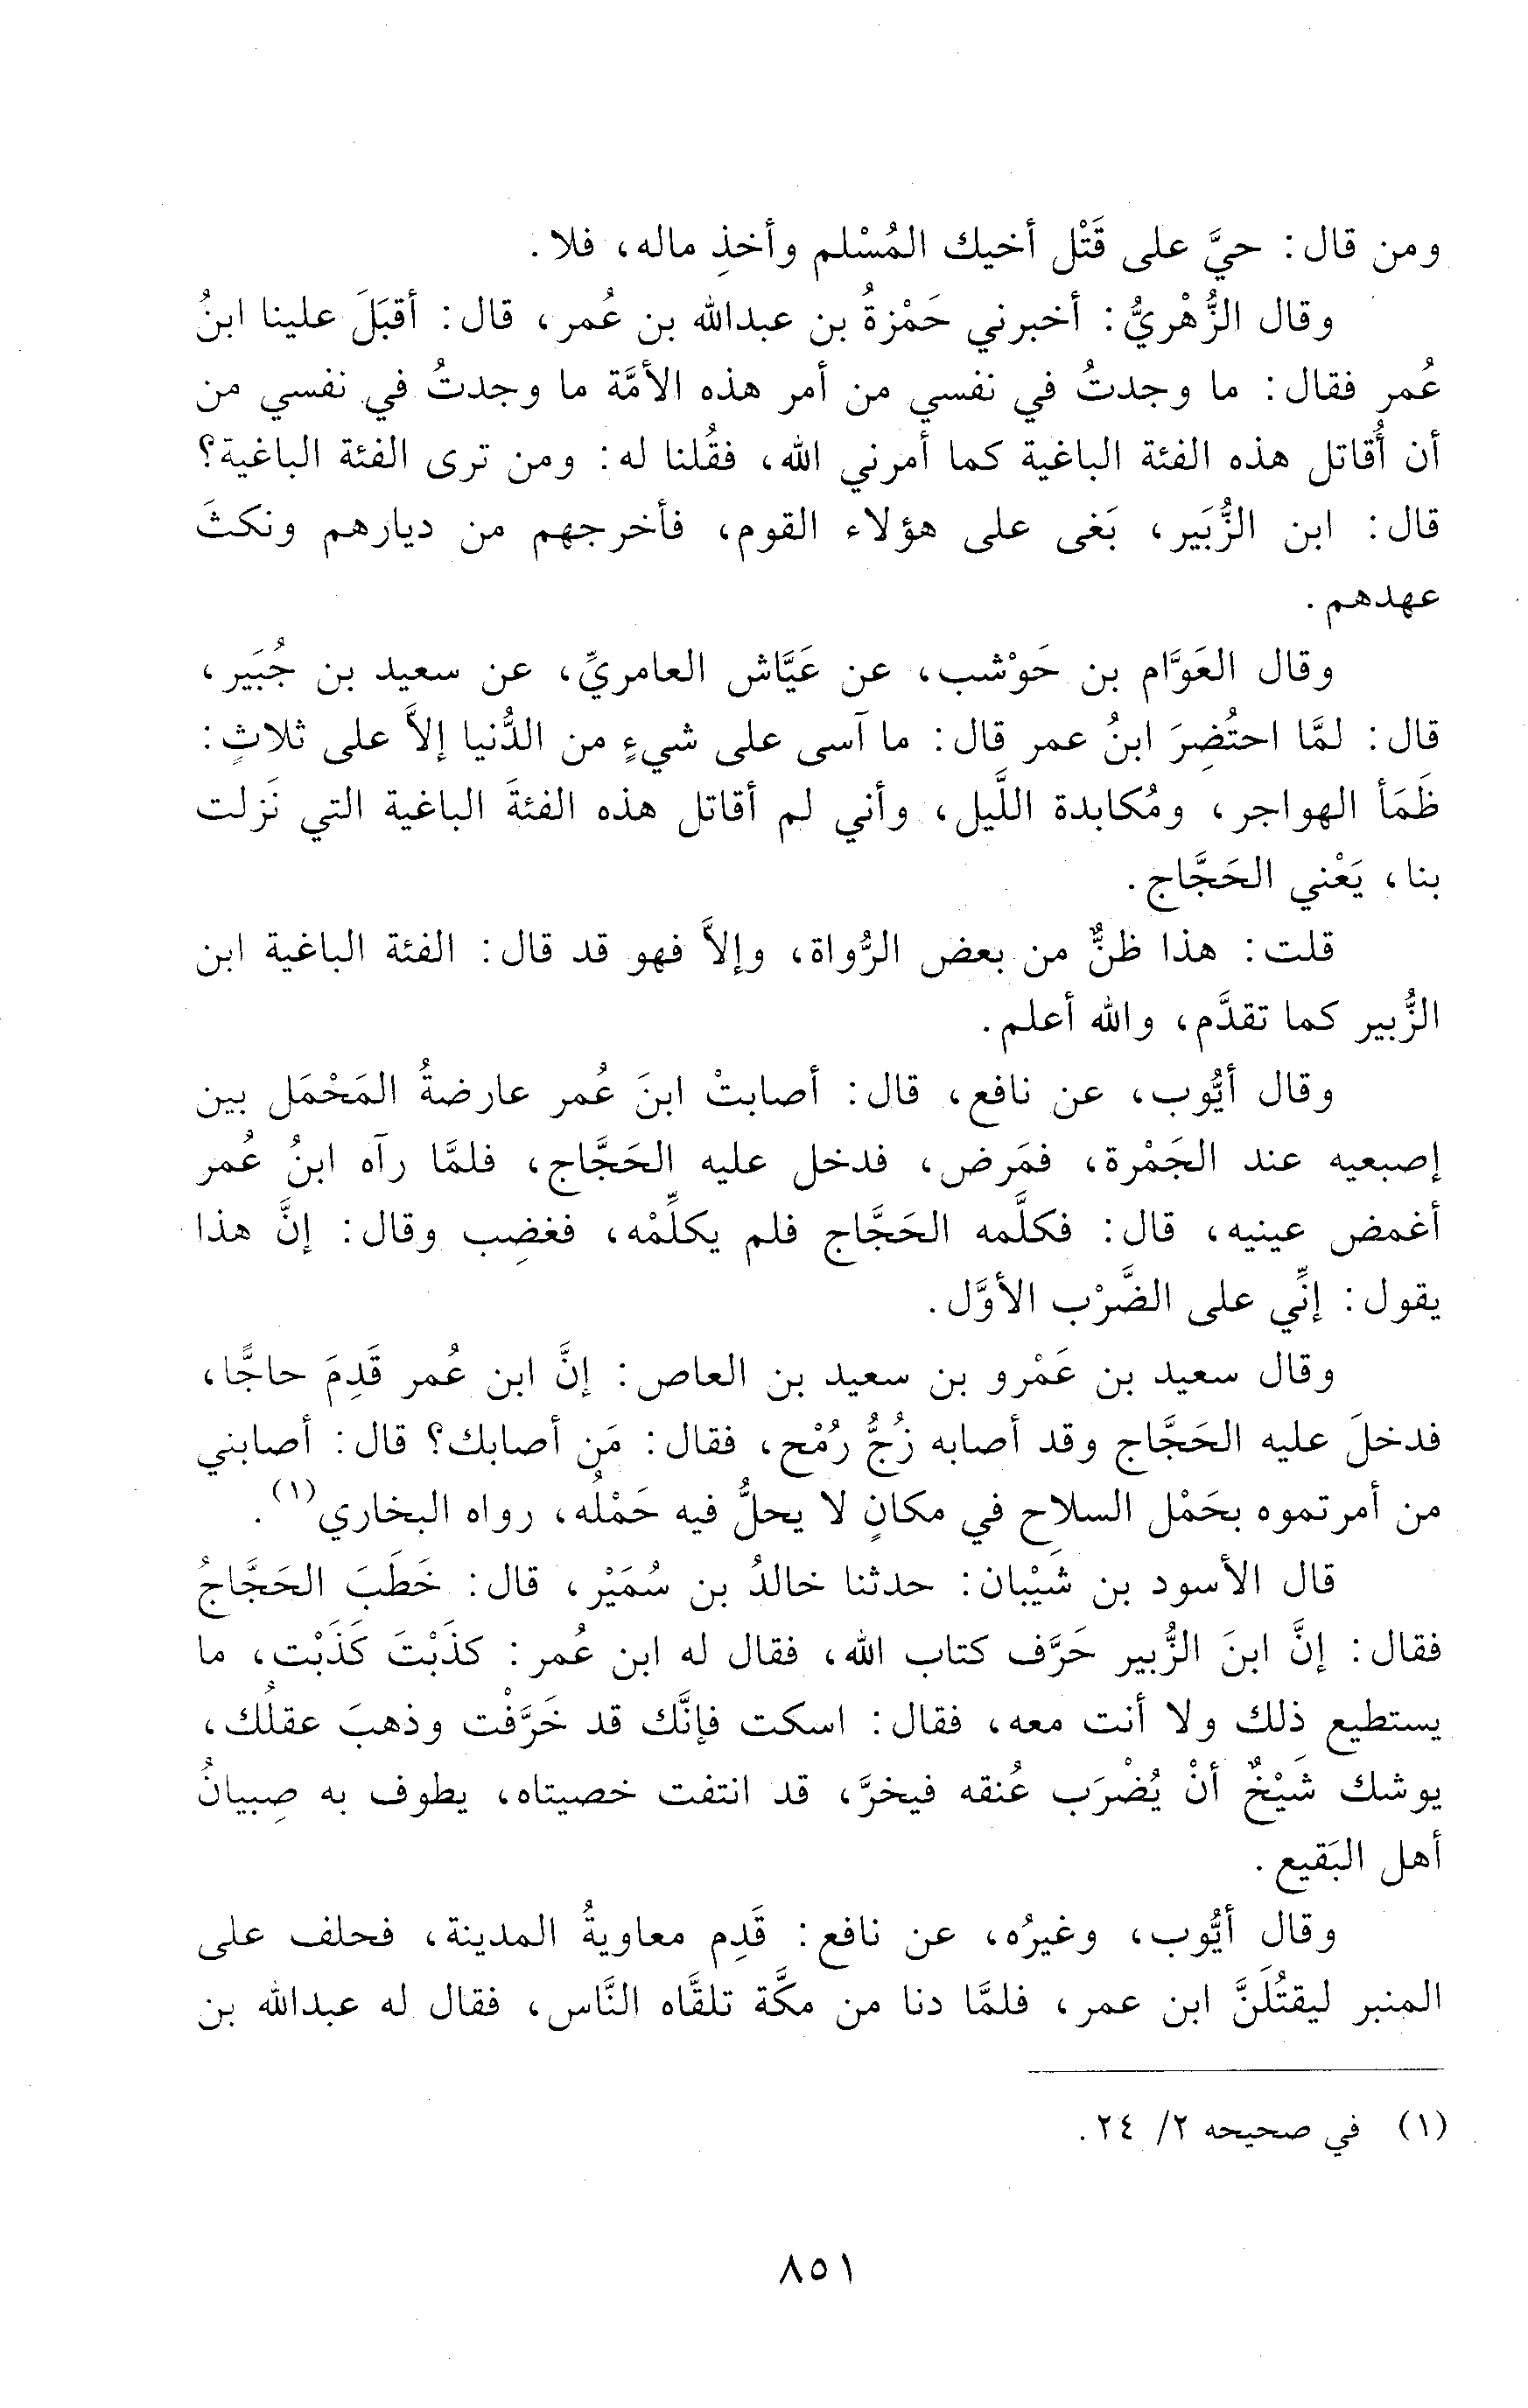 ومن قال: حيَّ على قَتْل أخيك المُسْلم وأخذِ ماله، فلا.
وقال الزُّهْريُّ: أخبرني حَمْزةُ بن عبدالله بن عُمر، قال: أقبَلَ علينا ابنُ
عُمر فقال: ما وجدتُ في نفسي من أمر هذه الأمَّة ما وجدتُ في نفسي من
أن أُقاتل هذه الفئة الباغية كما أمرني الله، فقُلنا له: ومن ترى الفئة الباغية؟
قال: ابن الزُّبَير، بَغى على هؤلاء القوم، فأخرجهم من ديارهم ونكثَ
عهدهم.
وقال العَوَّام بن حَوْشب، عن عَيَّاش العامريِّ، عن سعيد بن جُبَير،
قال: لمَّا احتُضِرَ ابنُ عمر قال: ما آسى على شيءٍ من الدُّنيا إلاَّ على ثلاثٍ:
ظَمَأ الهواجر، ومُكابدة اللَّيل، وأني لم أقاتل هذه الفئةَ الباغية التي نَزلت
بنا، يَعْني الحَجَّاج.
قلت: هذا ظنٌّ من بعض الرُّواة، وإلاَّ فهو قد قال: الفئة الباغية ابن
الزُّبير كما تقدَّم، والله أعلم.
وقال أيُّوب، عن نافع، قال: أصابتْ ابنَ عُمر عارضةُ المَحْمَل بين
إصبعيه عند الجَمْرة، فمَرض، فدخل عليه الحَجَّاج، فلمَّا رآه ابنُ عُمر
أغمض عينيه، قال: فكلَّمه الحَجَّاج فلم يكلِّمْه، فغضِب وقال: إنَّ هذا
يقول: إنِّي على الضَّرْب الأوَّل.
وقال سعيد بن عَمْرو بن سعيد بن العاص: إنَّ ابن عُمر قَدِمَ حاجًّا،
فدخلَ عليه الحَجَّاج وقد أصابه زُجُّ رُمْح، فقال: مَن أصابك؟ قال: أصابني
من أمرتموه بحَمْل السلاحِ في مكانٍ لا يحلُّ فيه حَمْلُه، رواه البخاري(١).
قال الأسود بن شَيْبان: حدثنا خالدُ بن سُمَيْر، قال: خَطَبَ الحَجَّاجُ
فقال: إنَّ ابنَ الزُّبير حَرَّف كتاب الله، فقال له ابن عُمر: كذَبْتَ كَذَبْت، ما
يستطيع ذلك ولا أنت معه، فقال: اسكت فإنَّك قد خَرَّفْت وذهبَ عقلُك،
يوشك شَيْخٌ أنْ يُضْرَب عُنقه فيخرَّ، قد انتفت خصيتاه، يطوف به صِبيانُ
أهل البَقيع.
وقال أيُّوب، وغيرُه، عن نافع: قَدِم معاويةُ المدينة، فحلف على
المنبر ليقتُلَنَّ ابن عمر، فلمَّا دنا من مكَّة تلقَّاه النَّاس، فقال له عبدالله بن
(١) في صحيحه ٢/ ٢٤.
٨٥١